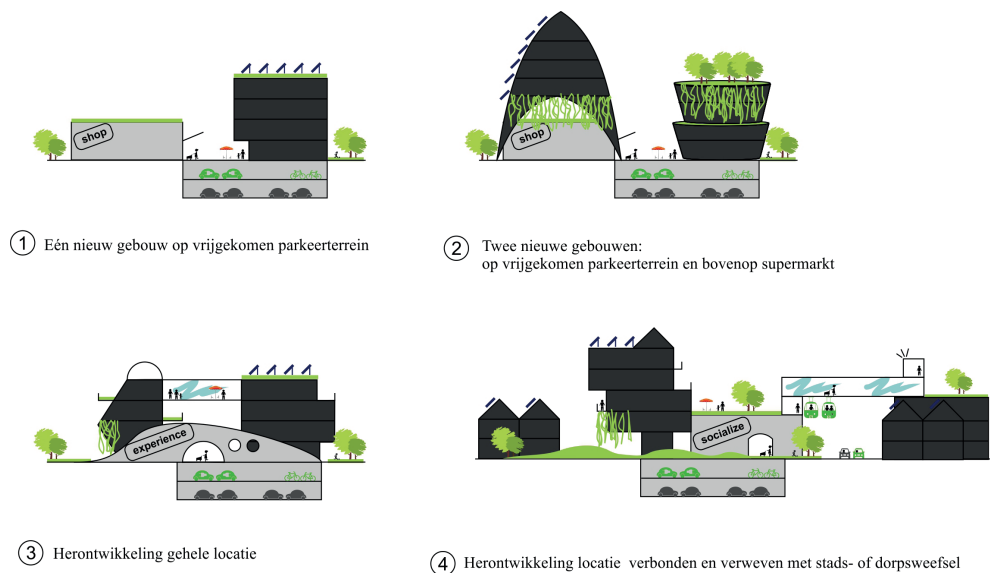 shop
1 Eén nieuw gebouw op vrijgekomen parkeerterrein
shop
2 Twee nieuwe gebouwen:
op vrijgekomen parkeerterrein en bovenop supermarkt
experience
3 Herontwikkeling gehele locatie
socialize
4 Herontwikkeling locatie verbonden en verweven met stads- of dorpsweefsel